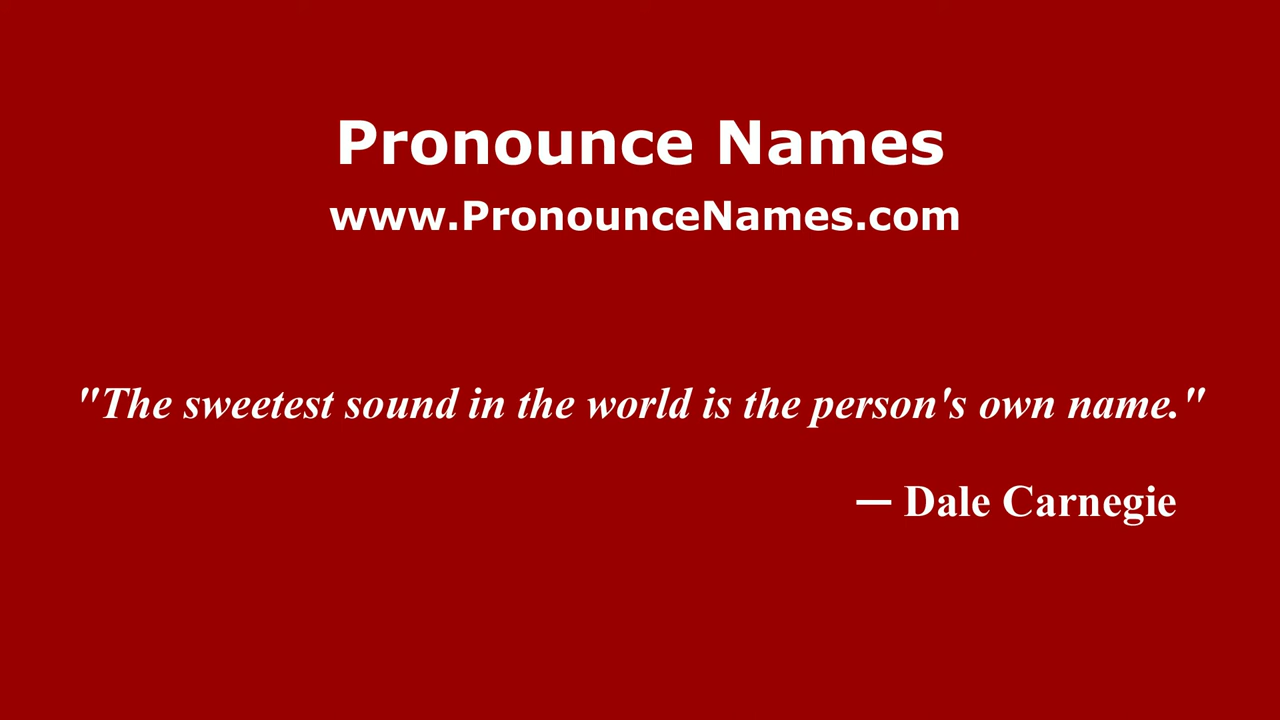 Pronounce Names
www.PronounceNames.com
"The sweetest sound in the world is the person's own name."
— Dale Carnegie